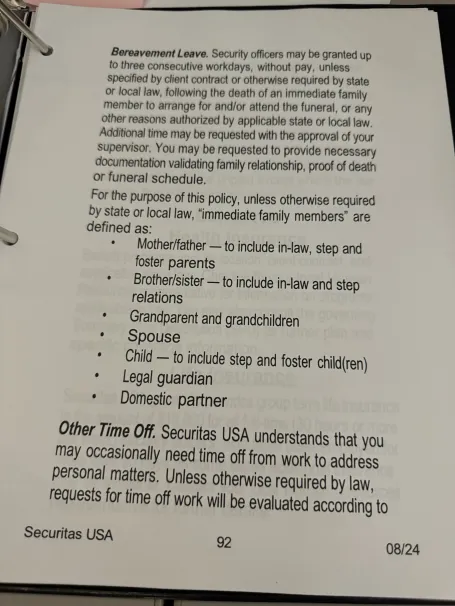 Bereavement Leave. Security officers may be granted up
to three consecutive workdays, without pay, unless
specified by client contract or otherwise required by state
or local law, following the death of an immediate family
member to arrange for and/or attend the funeral, or any
other reasons authorized by applicable state or local law.
Additional time may be requested with the approval of your
supervisor. You may be requested to provide necessary
documentation validating family relationship, proof of death
or funeral schedule.
For the purpose of this policy, unless otherwise required
by state or local law, “immediate family members” are
defined as:
• Mother/father — to include in-law, step and
foster parents
• Brother/sister — to include in-law and step
relations
• Grandparent and grandchildren
• Spouse
• Child — to include step and foster child(ren)
• Legal guardian
• Domestic partner
Other Time Off. Securitas USA understands that you
may occasionally need time off from work to address
personal matters. Unless otherwise required by law,
requests for time off work will be evaluated according to
Securitas USA
92
08/24